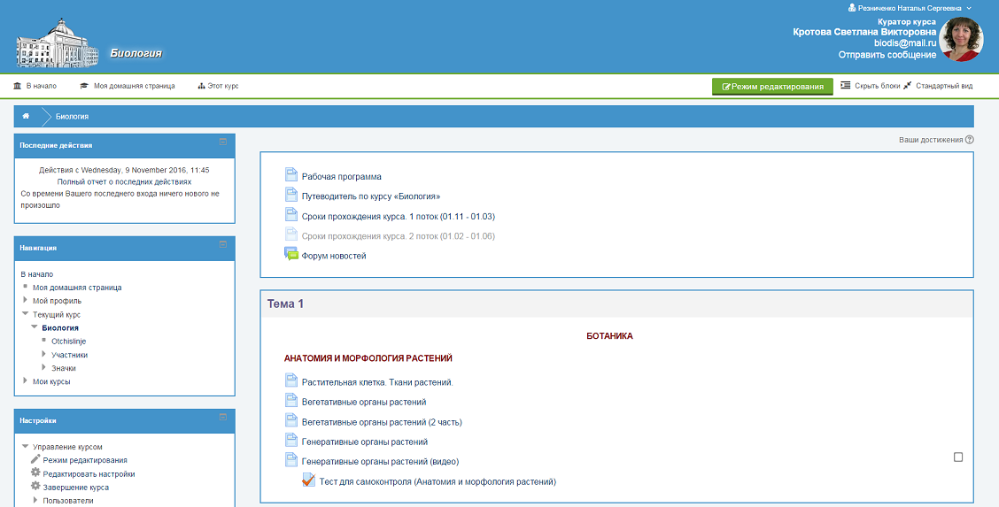 Резниченко Наталья Сергеевна
Куратор курса
Кротова Светлана Викторовна
biodis@mail.ru
Отправить сообщение
Биология
В начало
Моя домашняя страница
Этот курс
Режим редактирования
Скрыть блоки
Стандартный вид
Биология
Последние действия
Действия с Wednesday, 9 November 2016, 11:45
Полный отчет о последних действиях
Со времени Вашего последнего входа ничего нового не
произошло
Навигация
В начало
Моя домашняя страница
Мой профиль
Текущий курс
Биология
Otchislinje
Участники
Значки
Мои курсы
Настройки
Управление курсом
Режим редактирования
Редактировать настройки
Завершение курса
Пользователи
Ваши достижения
Рабочая программа
Путеводитель по курсу «Биология»
Сроки прохождения курса. 1 поток (01.11 - 01.03)
Сроки прохождения курса. 2 поток (01.02 - 01.06)
Форум новостей
Тема 1
БОТАНИКА
АНАТОМИЯ И МОРФОЛОГИЯ РАСТЕНИЙ
Растительная клетка. Ткани растений.
Вегетативные органы растений
Вегетативные органы растений (2 часть)
Генеративные органы растений
Генеративные органы растений (видео)
Тест для самоконтроля (Анатомия и морфология растений)